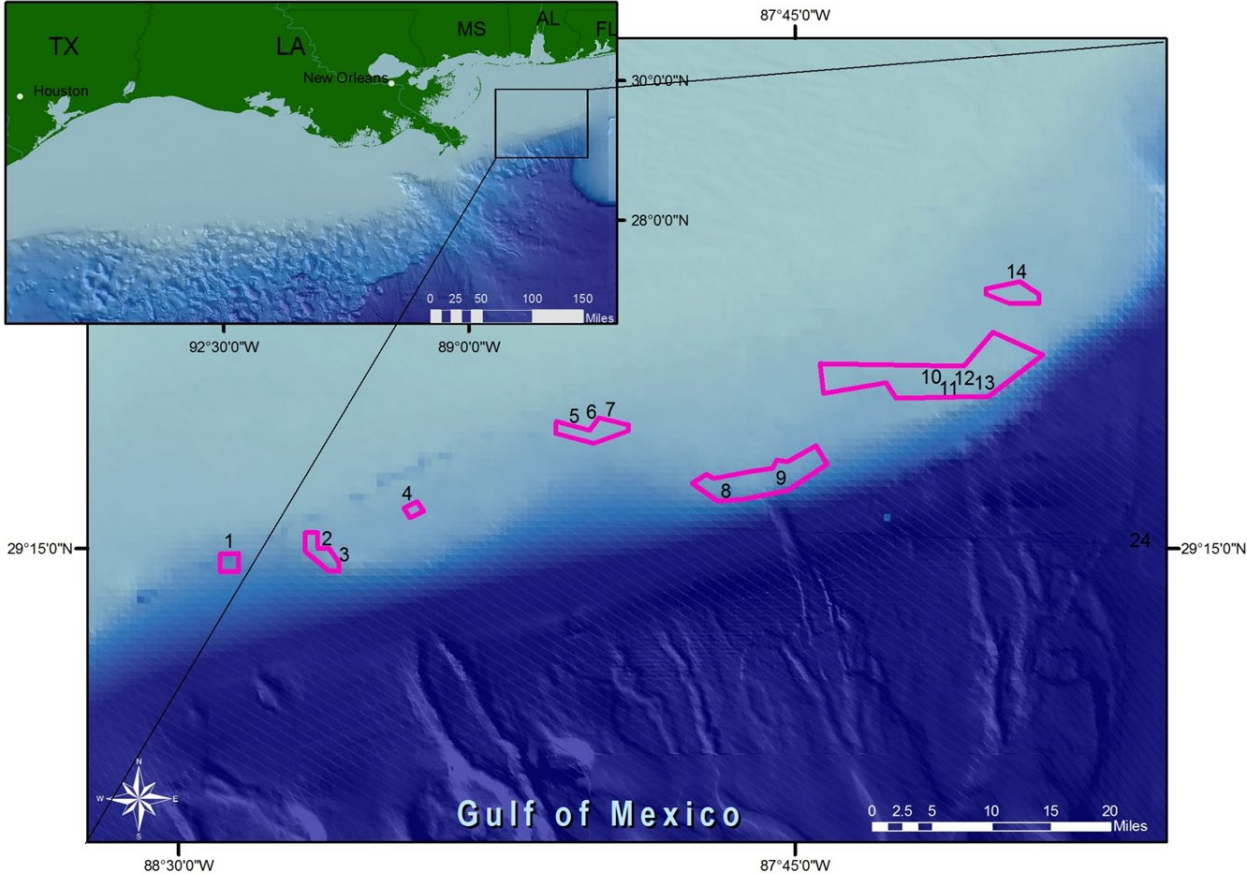 87°45'0"W
TX
LA
MS
AL
FL
Houston
New Orleans
30°0'0"N
28°0'0"N
0 25 50 100 150
Miles
92°30'0"W
89°0'0"W
14
10 12 13
11
5 6 7
8 9
4
1
2
3
29°15'0"N
24
29°15'0"N
N
W E
S
Gulf of Mexico
0 2.5 5 10 15 20
Miles
88°30'0"W
87°45'0"W